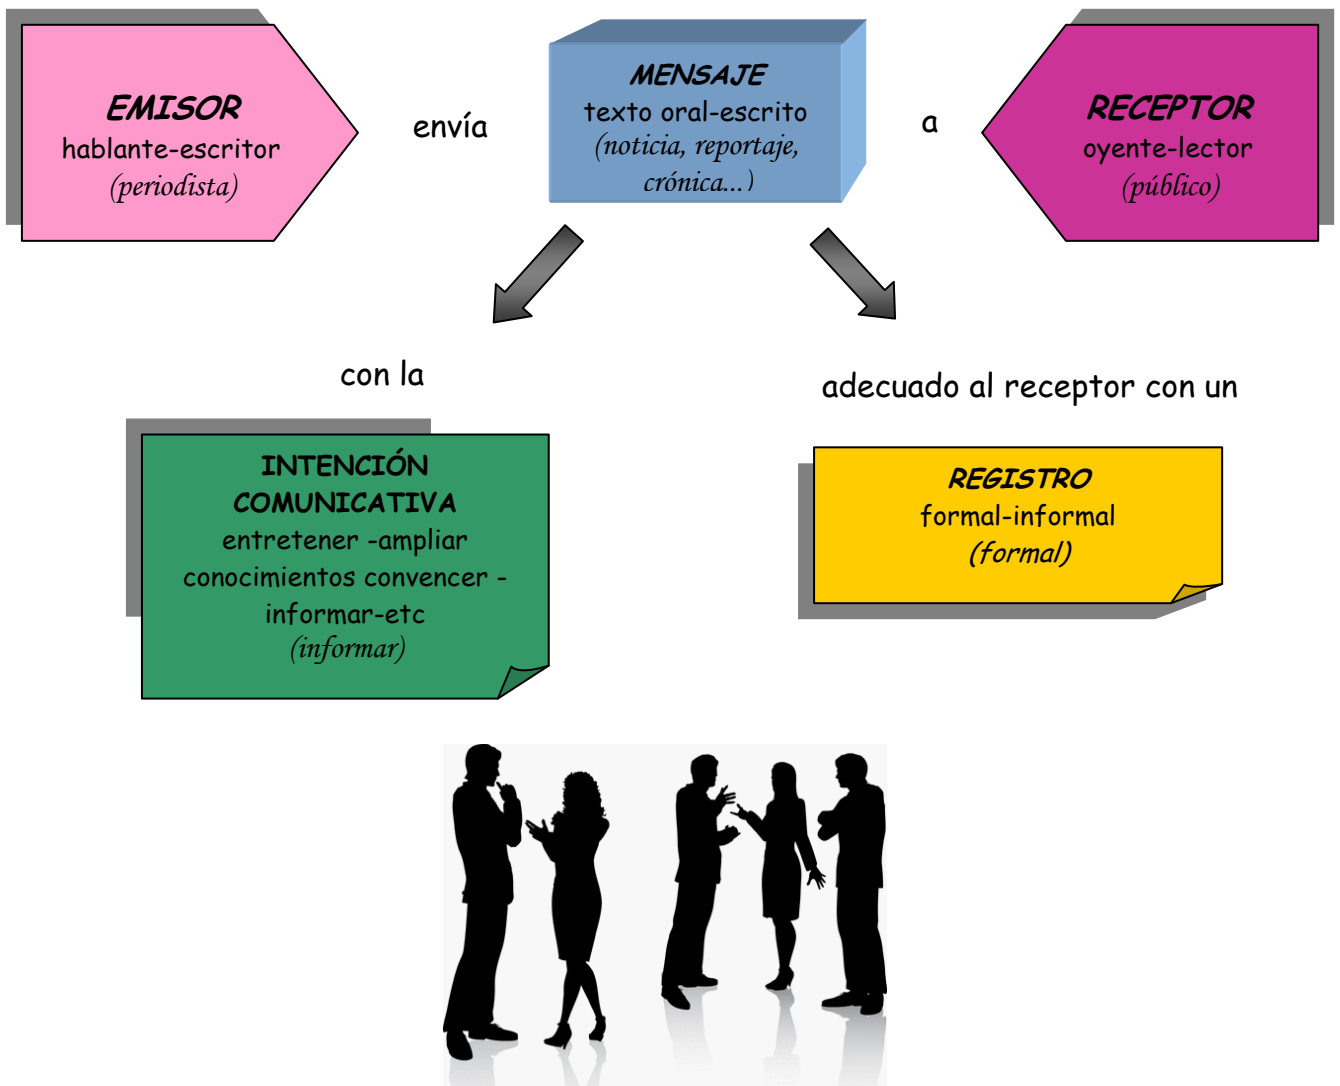 EMISOR
hablante-escritor
(periodista)
envía
MENSAJE
texto oral-escrito
(noticia, reportaje,
crónica...)
a
RECEPTOR
oyente-lector
(público)
con la
INTENCIÓN
COMUNICATIVA
entretener -ampliar
conocimientos convencer -
informar-etc
(informar)
adecuado al receptor con un
REGISTRO
formal-informal
(formal)